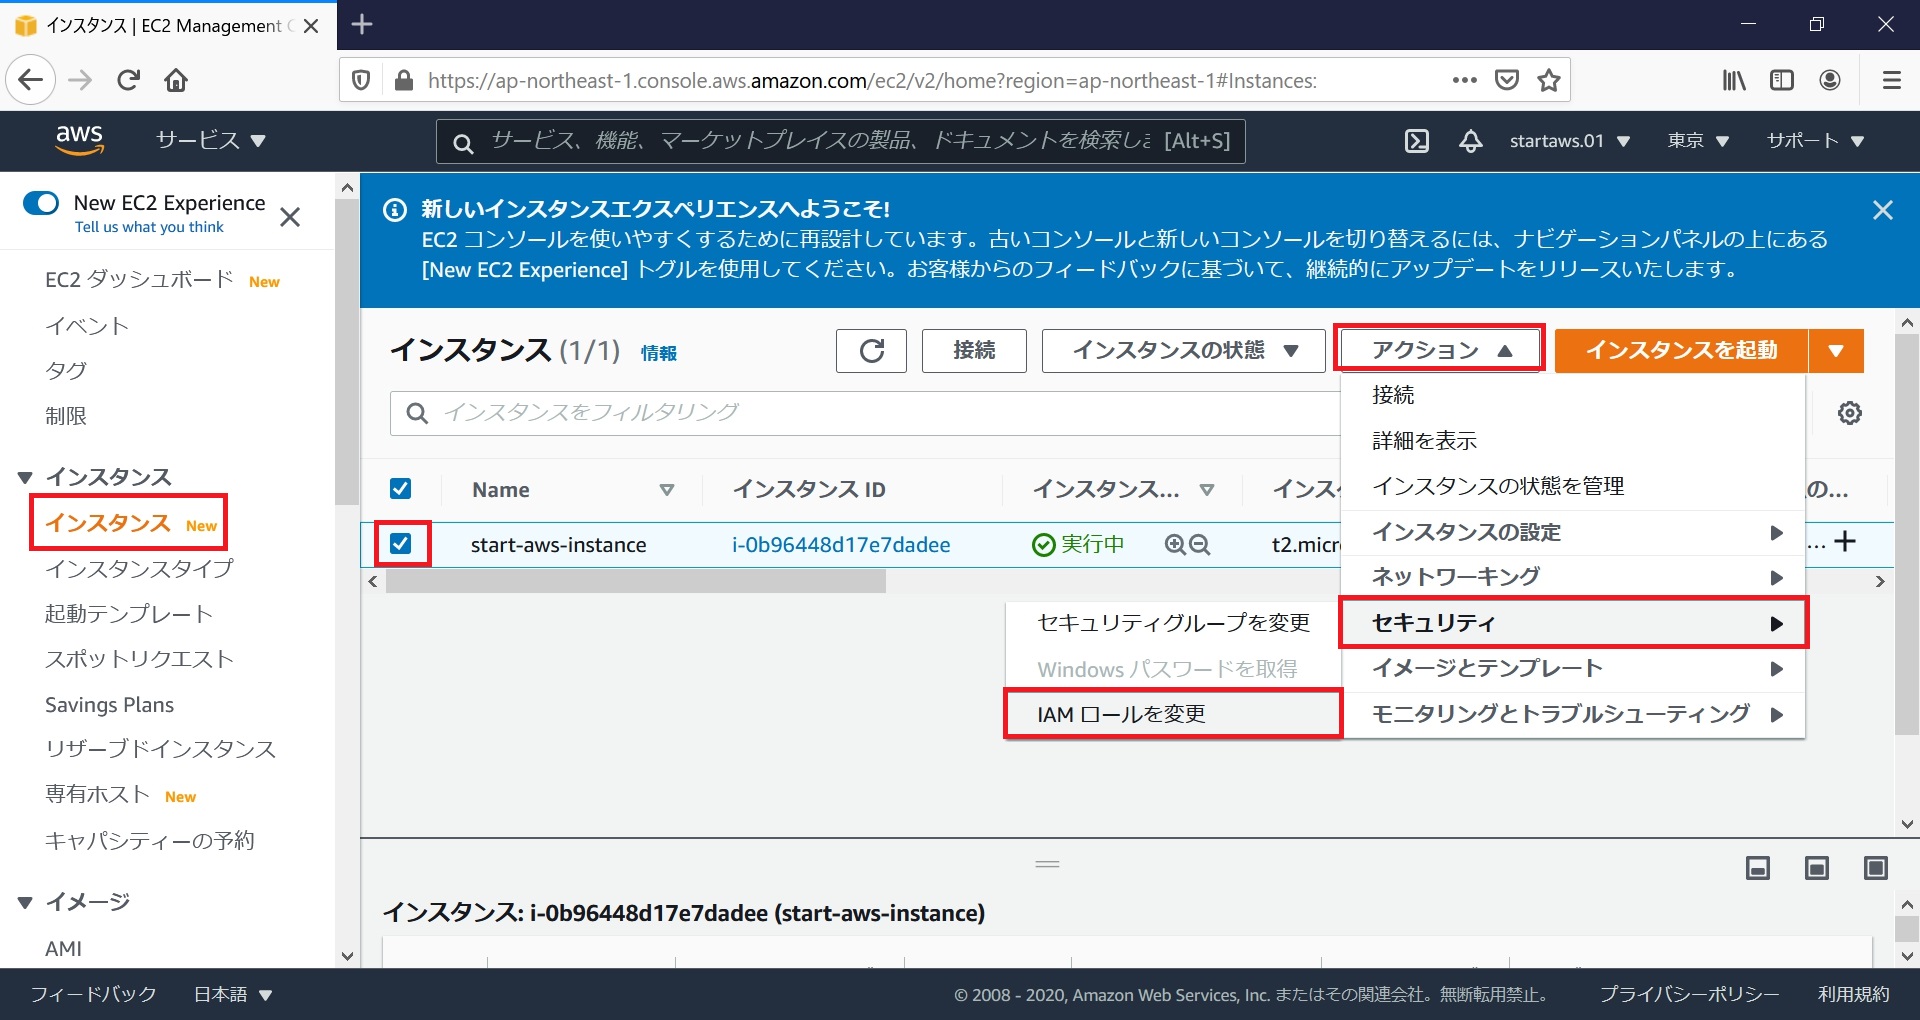 インスタンス | EC2 Management C
https://ap-northeast-1.console.aws.amazon.com/ec2/v2/home?region=ap-northeast-1#Instances:
aws
サービス
サービス、機能、マーケットプレイスの製品、ドキュメントを検索しま
[Alt+S]
startaws.01
東京
サポート
New EC2 Experience
Tell us what you think
EC2 ダッシュボード New
イベント
タグ
制限
インスタンス
インスタンス New
インスタンスタイプ
起動テンプレート
スポットリクエスト
Savings Plans
リザーブドインスタンス
専有ホスト New
キャパシティーの予約
イメージ
AMI
新しいインスタンスエクスペリエンスへようこそ!
EC2 コンソールを使いやすくするために再設計しています。古いコンソールと新しいコンソールを切り替えるには、ナビゲーションパネルの上にある
[New EC2 Experience] トグルを使用してください。お客様からのフィードバックに基づいて、継続的にアップデートをリリースいたします。
インスタンス (1/1) 情報
接続
インスタンスの状態
アクション
インスタンスを起動
インスタンスをフィルタリング
Name
インスタンス ID
インスタンス...
インス
の...
start-aws-instance
i-0b96448d17e7dadee
実行中
t2.micr
...
接続
詳細を表示
インスタンスの状態を管理
インスタンスの設定
ネットワーキング
セキュリティ
イメージとテンプレート
モニタリングとトラブルシューティング
セキュリティグループを変更
Windows パスワードを取得
IAM ロールを変更
インスタンス: i-0b96448d17e7dadee (start-aws-instance)
フィードバック
日本語
© 2008 - 2020, Amazon Web Services, Inc. またはその関連会社。無断転用禁止。
プライバシーポリシー
利用規約